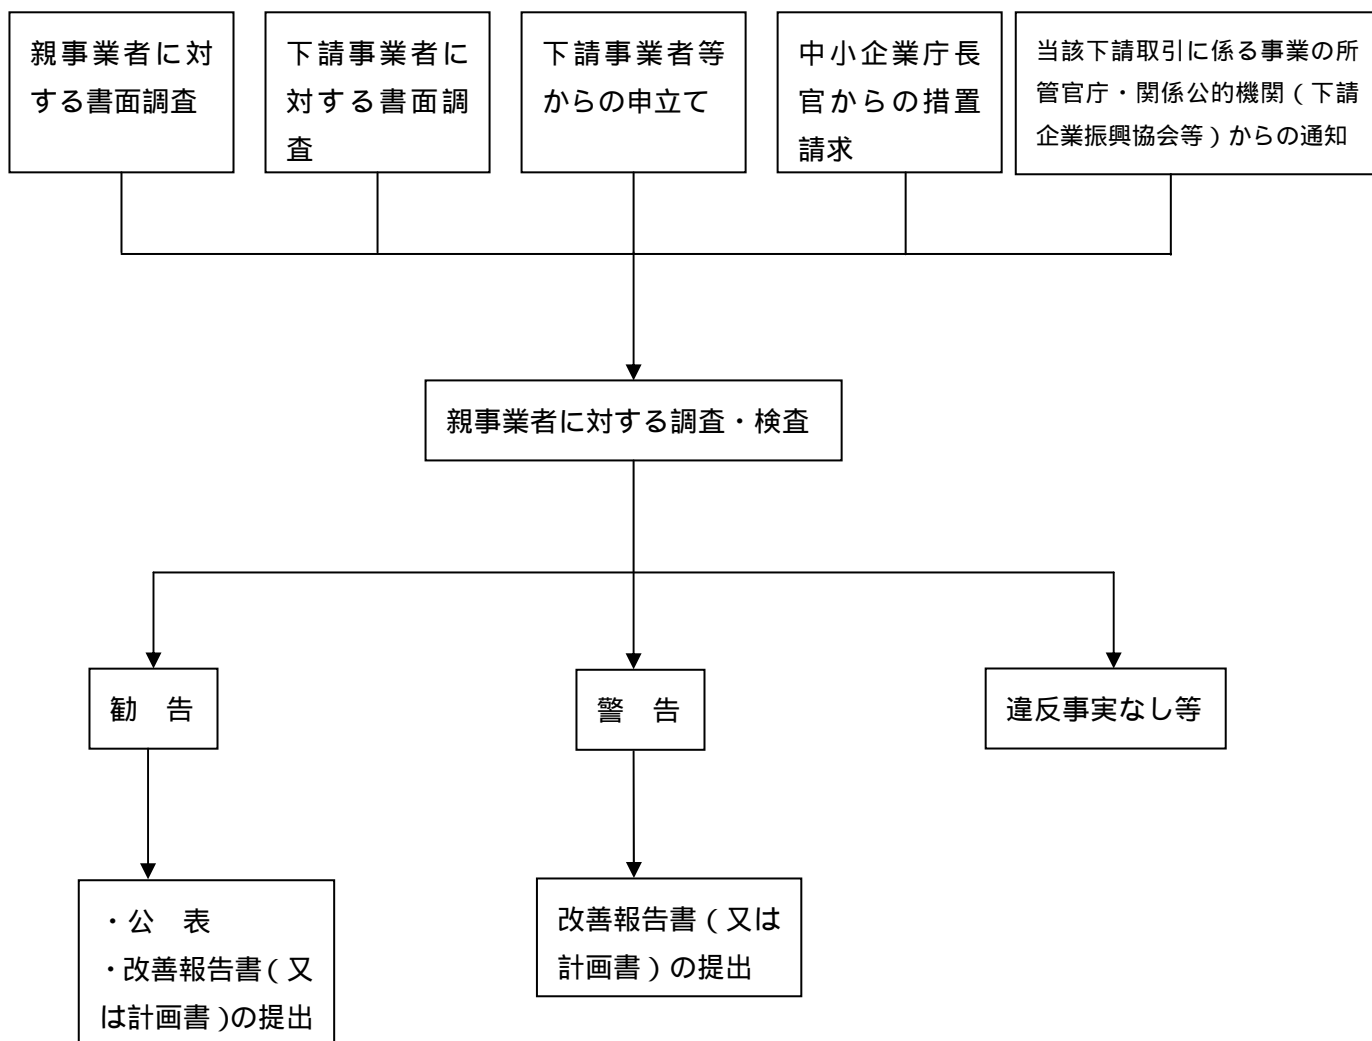 親事業者に対
する書面調査
下請事業者に
対する書面調
査
下請事業者等
からの申立て
中小企業庁長
官からの措置
請求
当該下請取引に係る事業の所
管官庁・関係公的機関(下請
企業振興協会等)からの通知
親事業者に対する調査・検査
勧 告
警 告
違反事実なし等
・公 表
・改善報告書(又
は計画書)の提出
改善報告書(又は
計画書)の提出